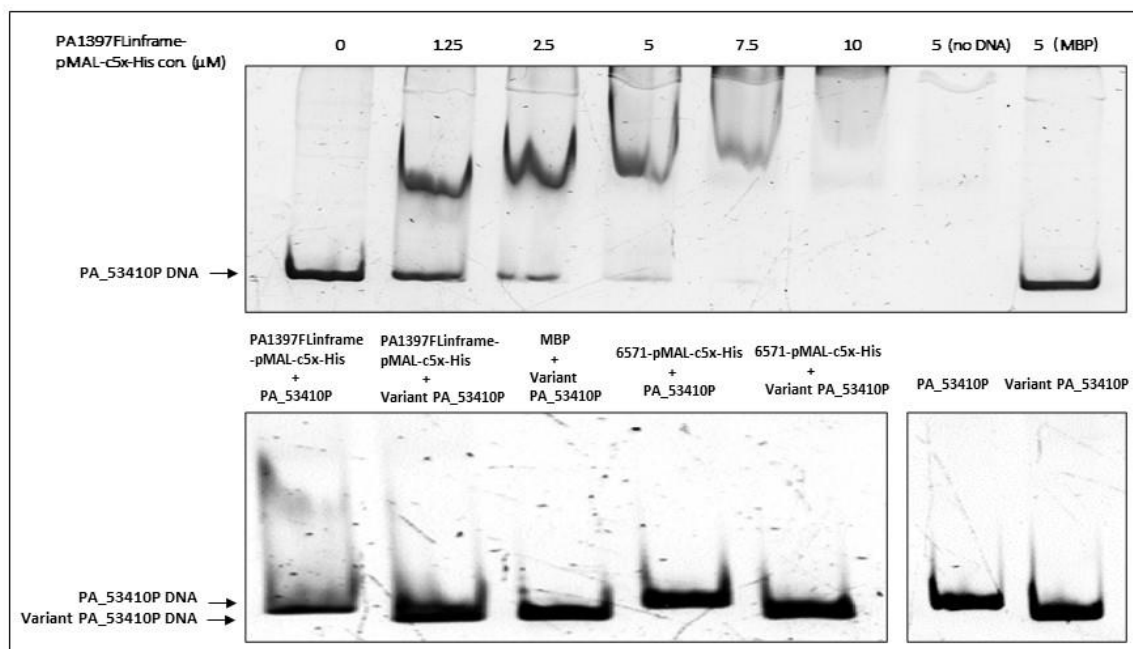 PA1397FLinframe-
pMAL-c5x-His con. (µM)
0 1.25 2.5 5 7.5 10 5 (no DNA) 5 (MBP)
PA_53410P DNA
PA1397FLinframe
-pMAL-c5x-His
+
PA_53410P
PA1397FLinframe-
pMAL-c5x-His
+
Variant PA_53410P
MBP
+
Variant
PA_53410P
6571-pMAL-c5x-His
+
PA_53410P
6571-pMAL-c5x-His
+
Variant PA_53410P
PA_53410P
Variant PA_53410P
PA_53410P DNA
Variant PA_53410P DNA